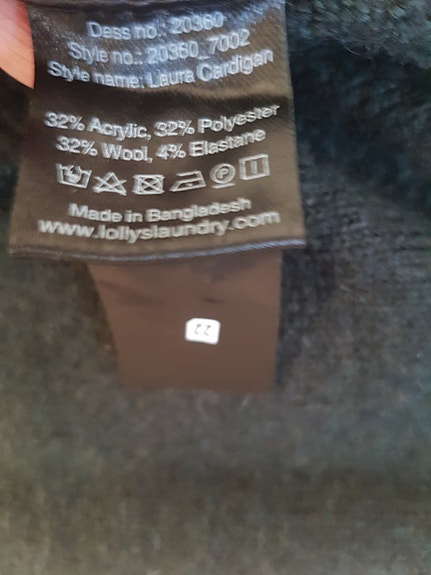 Dess no.: 20360
Style no.: 20360_7002
Style name: Laura Cardigan
32% Acrylic, 32% Polyester
32% Wool, 4% Elastane
Made in Bangladesh
www.lollyslaundry.com
22